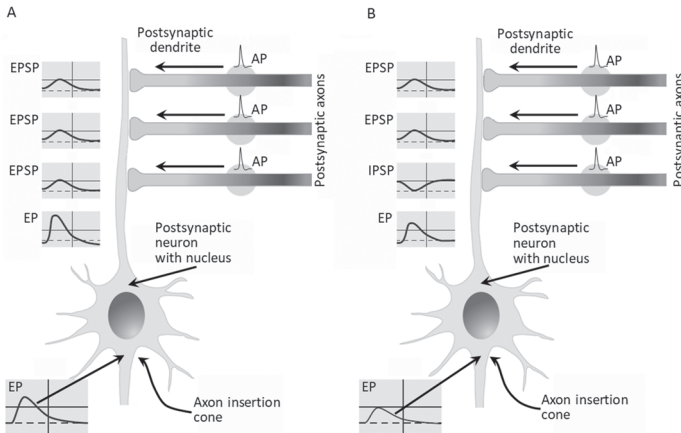 A
Postsynaptic
dendrite
EPSP
AP
EPSP
AP
EPSP
AP
EP
Postsynaptic axons
Postsynaptic
neuron
with nucleus
EP
Axon insertion
cone
B
Postsynaptic
dendrite
EPSP
AP
EPSP
AP
IPSP
AP
EP
Postsynaptic axons
Postsynaptic
neuron
with nucleus
EP
Axon insertion
cone